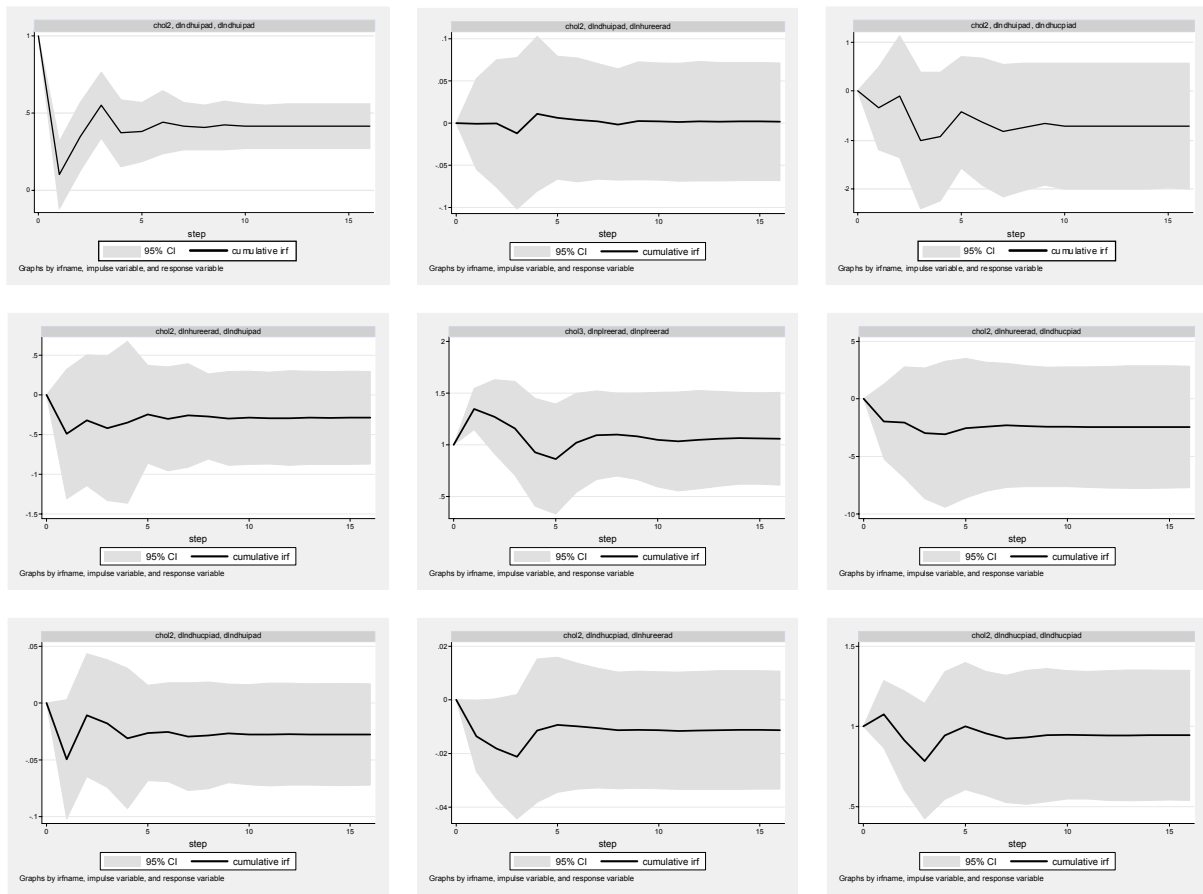 chol2, dlndhuipad, dlndhuipad
1
.5
0
0 5 10 15
step
95% CI cumulative irf
Graphs by irfname, impulse variable, and response variable
chol2, dlndhuipad, dlnhureerad
.1
.05
0
-.05
-.1
0 5 10 15
step
95% CI cumulative irf
Graphs by irfname, impulse variable, and response variable
chol2, dlndhuipad, dlndhucpiad
1
0
-1
-2
0 5 10 15
step
95% CI cumulative irf
Graphs by irfname, impulse variable, and response variable
chol2, dlnhureerad, dlndhuipad
.5
0
-.5
-1
-1.5
0 5 10 15
step
95% CI cumulative irf
Graphs by irfname, impulse variable, and response variable
chol3, dlnplreerad, dlnplreerad
2
1.5
1
.5
0 5 10 15
step
95% CI cumulative irf
Graphs by irfname, impulse variable, and response variable
chol2, dlnhureerad, dlndhucpiad
5
0
-5
-10
0 5 10 15
step
95% CI cumulative irf
Graphs by irfname, impulse variable, and response variable
chol2, dlndhucpiad, dlndhuipad
.05
0
-.05
-.1
0 5 10 15
step
95% CI cumulative irf
Graphs by irfname, impulse variable, and response variable
chol2, dlndhucpiad, dlnhureerad
.02
0
-.02
-.04
0 5 10 15
step
95% CI cumulative irf
Graphs by irfname, impulse variable, and response variable
chol2, dlndhucpiad, dlndhucpiad
1.5
1
.5
0 5 10 15
step
95% CI cumulative irf
Graphs by irfname, impulse variable, and response variable